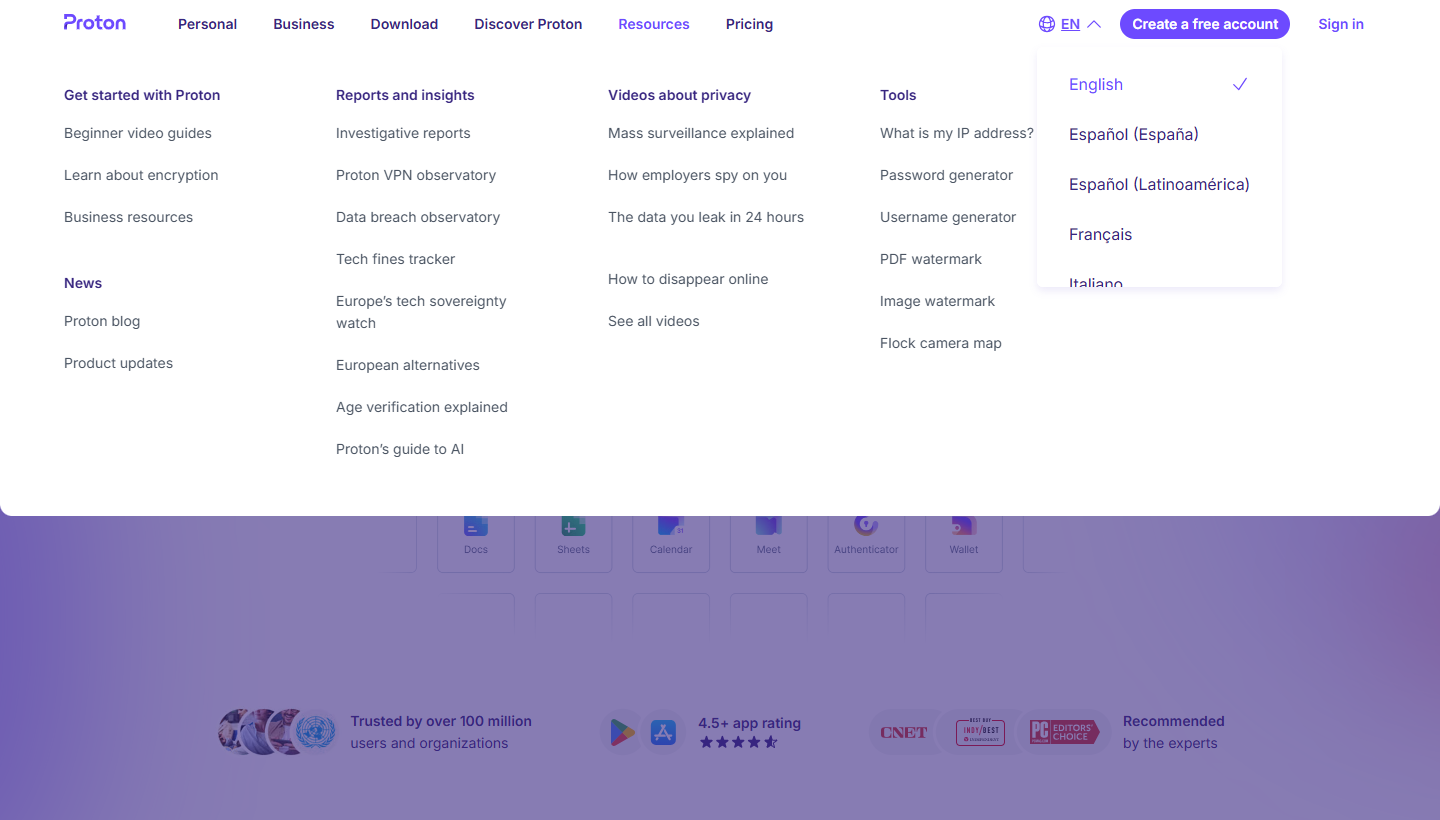 Proton
Personal
Business
Download
Discover Proton
Resources
Pricing
EN
Create a free account
Sign in
Get started with Proton
Beginner video guides
Learn about encryption
Business resources
News
Proton blog
Product updates
Reports and insights
Investigative reports
Proton VPN observatory
Data breach observatory
Tech fines tracker
Europe’s tech sovereignty
watch
European alternatives
Age verification explained
Proton’s guide to AI
Videos about privacy
Mass surveillance explained
How employers spy on you
The data you leak in 24 hours
How to disappear online
See all videos
Tools
What is my IP address?
Password generator
Username generator
PDF watermark
Image watermark
Flock camera map
English
Español (España)
Español (Latinoamérica)
Français
Italiano
Docs
Sheets
Calendar
Meet
Authenticator
Wallet
Trusted by over 100 million
users and organizations
4.5+ app rating
CNET
BEST BUY
INDY/BEST
PC
EDITORS'
CHOICE
Recommended
by the experts